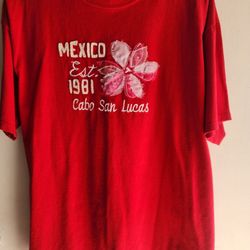 MEXICO
Est.
1981
Cabo San Lucas